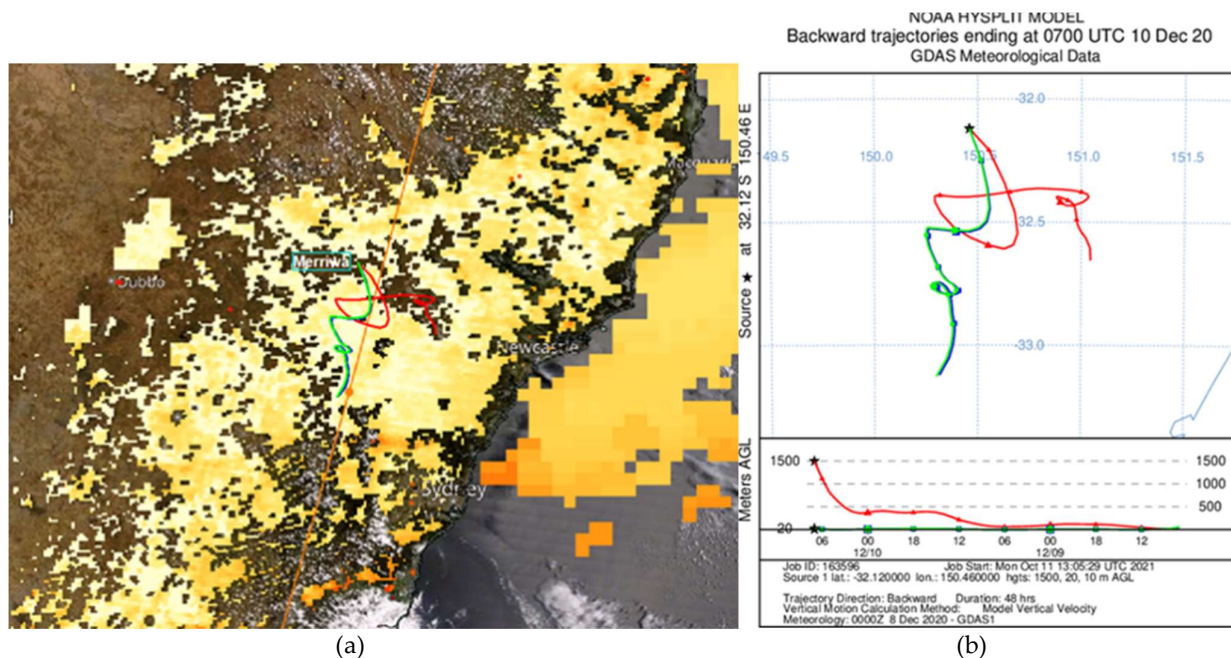 Merriwa
Dubbo
Macquari
Newcastle
Sydney
(a)
NOAA HYSPLIT MODEL
Backward trajectories ending at 0700 UTC 10 Dec 20
GDAS Meteorological Data
Source ★ at 32.12 S 150.46 E
-32.0
49.5 150.0 150.5 151.0 151.5
-32.5
-33.0
Meters AGL
1500 1500
1000
500
20
06 00 18 12 06 00 18 12
12/10 12/09
Job ID: 163596 Job Start: Mon Oct 11 13:05:29 UTC 2021
Source 1 lat.: -32.120000 lon.: 150.460000 hgts: 1500, 20, 10 m AGL
Trajectory Direction: Backward Duration: 48 hrs
Vertical Motion Calculation Method: Model Vertical Velocity
Meteorology: 0000Z 8 Dec 2020 - GDAS1
(b)